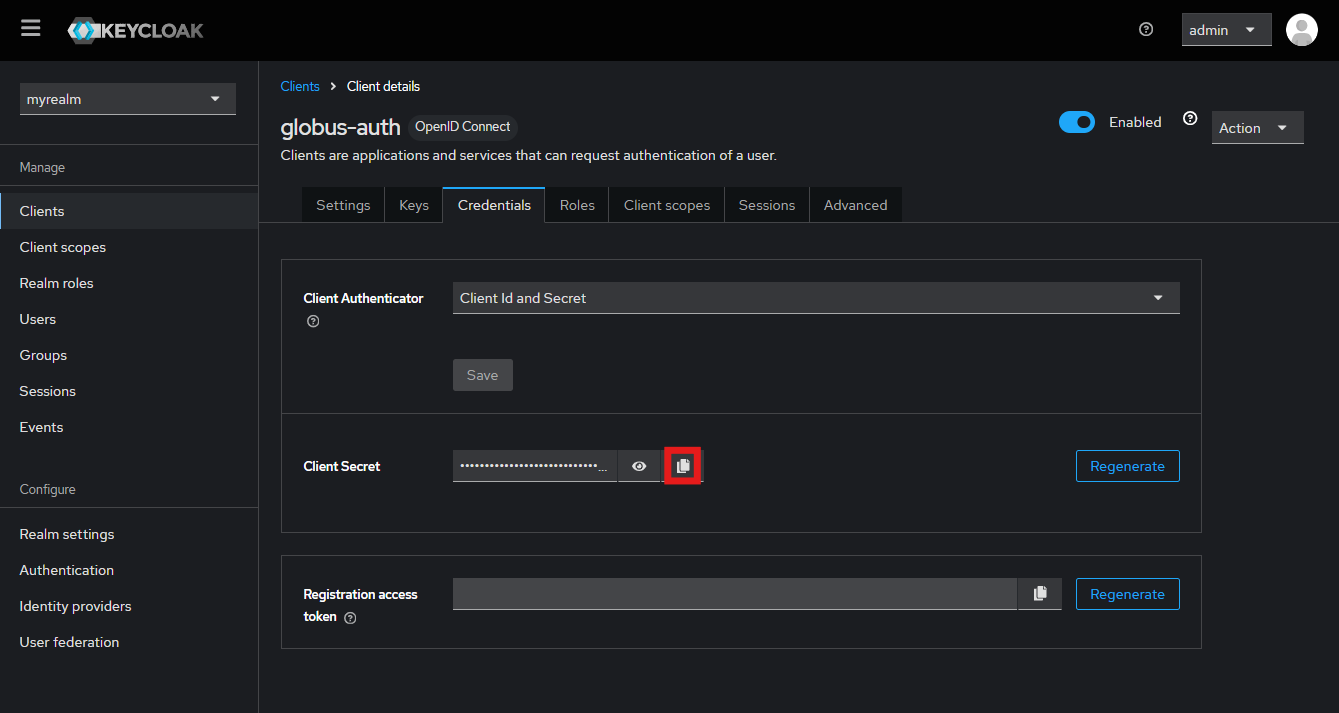 KEYCLOAK
admin
myrealm
Manage
Clients
Client scopes
Realm roles
Users
Groups
Sessions
Events
Configure
Realm settings
Authentication
Identity providers
User federation
Clients Client details
globus-auth OpenID Connect
Enabled
Action
Clients are applications and services that can request authentication of a user.
Settings Keys Credentials Roles Client scopes Sessions Advanced
Client Authenticator Client Id and Secret
Save
Client Secret ••••••••••••••••••••••••••••... Regenerate
Registration access
token
Regenerate